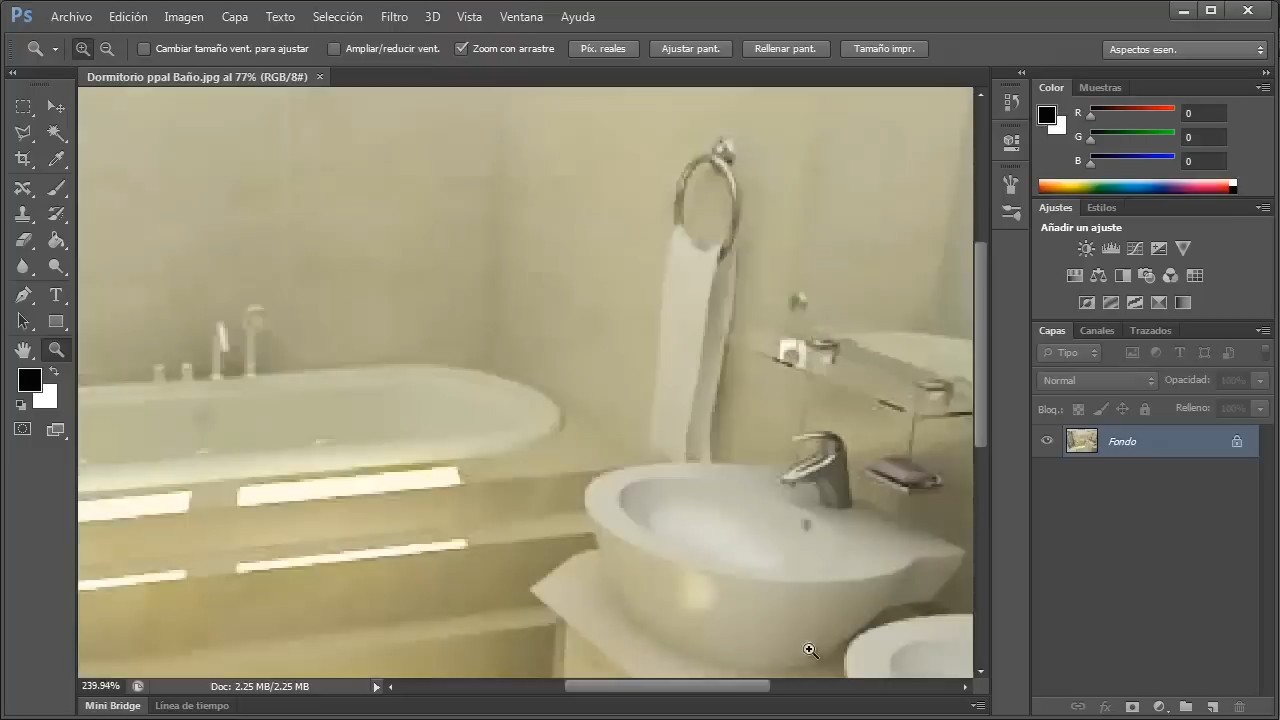 Ps Archivo Edición Imagen Capa Texto Selección Filtro 3D Vista Ventana Ayuda
Cambiar tamaño vent. para ajustar Ampliar/reducir vent. Zoom con arrastre Píx. reales Ajustar pant. Rellenar pant. Tamaño impr. Aspectos esen.
Dormitorio ppal Baño.jpg al 77% (RGB/8#) ×
Color Muestras
R 0
G 0
B 0
Ajustes Estilos
Añadir un ajuste
Capas Canales Trazados
Tipo
Normal Opacidad: 100%
Bloq.: Relleno: 100%
Fondo
239.94% Doc: 2.25 MB/2.25 MB
Mini Bridge Línea de tiempo